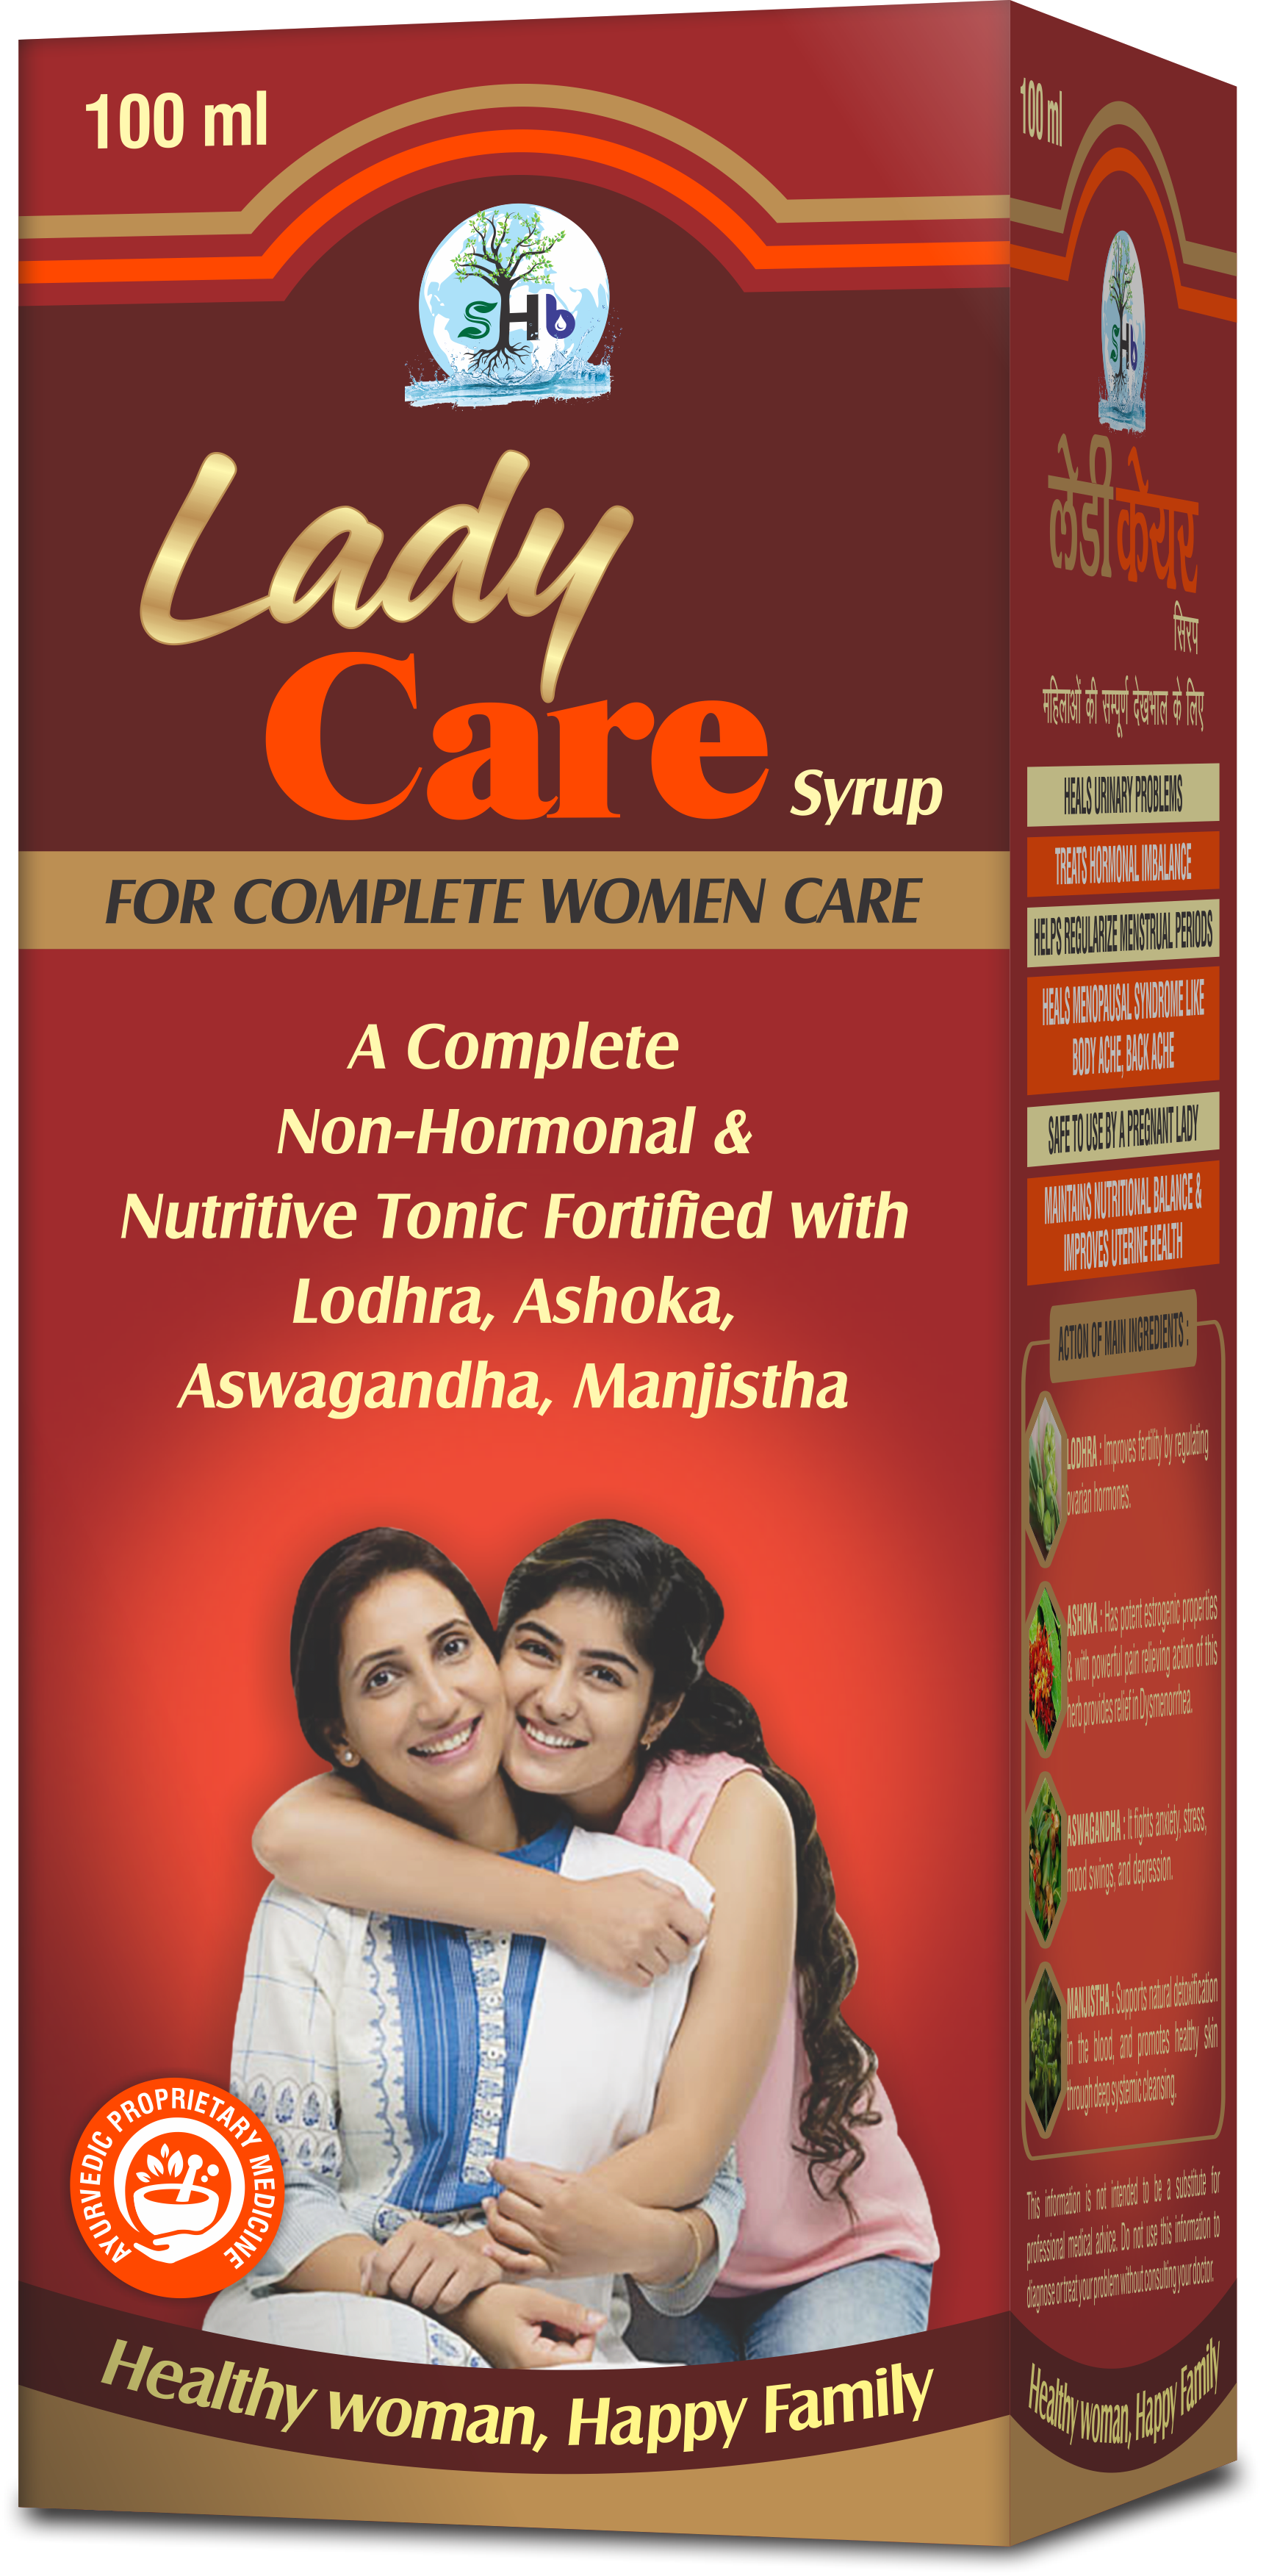 100 ml
SHb
Lady
Care Syrup
FOR COMPLETE WOMEN CARE
A Complete
Non-Hormonal &
Nutritive Tonic Fortified with
Lodhra, Ashoka,
Aswagandha, Manjistha
AYURVEDIC PROPRIETARY MEDICINE
Healthy woman, Happy Family
100 ml
SHb
लेडी केयर
सिरप
महिलाओं की सम्पूर्ण देखभाल के लिए
HEALS URINARY PROBLEMS
TREATS HORMONAL IMBALANCE
HELPS REGULARIZE MENSTRUAL PERIODS
HEALS MENOPAUSAL SYNDROME LIKE
BODY ACHE, BACK ACHE
SAFE TO USE BY A PREGNANT LADY
MAINTAINS NUTRITIONAL BALANCE &
IMPROVES UTERINE HEALTH
ACTION OF MAIN INGREDIENTS :
LODHRA : Improves fertility by regulating
ovarian hormones.
ASHOKA : Has potent estrogenic properties
& with powerful pain relieving action of this
herb provides relief in Dysmenorrhea.
ASWAGANDHA : It fights anxiety, stress,
mood swings, and depression.
MANJISTHA : Supports natural detoxification
in the blood, and promotes healthy skin
through deep systemic cleansing.
This information is not intended to be a substitute for
professional medical advice. Do not use this information to
diagnose or treat your problem without consulting your doctor.
Healthy woman, Happy Family